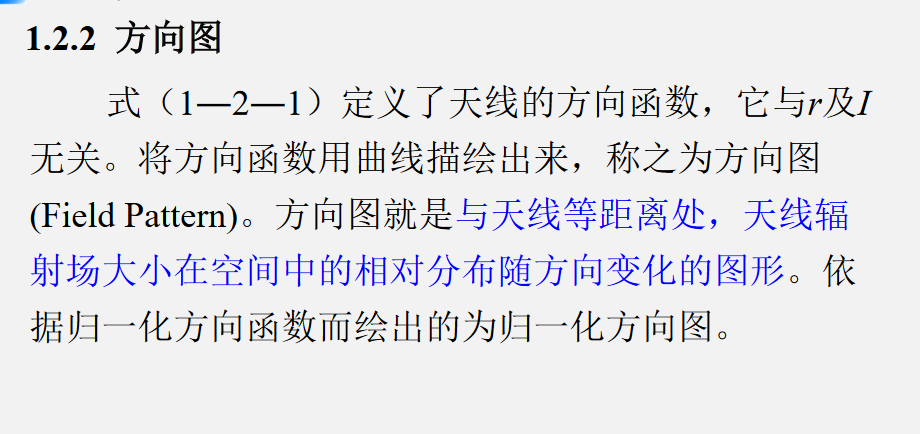 1.2.2 方向图
式（1—2—1）定义了天线的方向函数，它与r及I
无关。将方向函数用曲线描绘出来，称之为方向图
(Field Pattern)。方向图就是与天线等距离处，天线辐
射场大小在空间中的相对分布随方向变化的图形。依
据归一化方向函数而绘出的为归一化方向图。